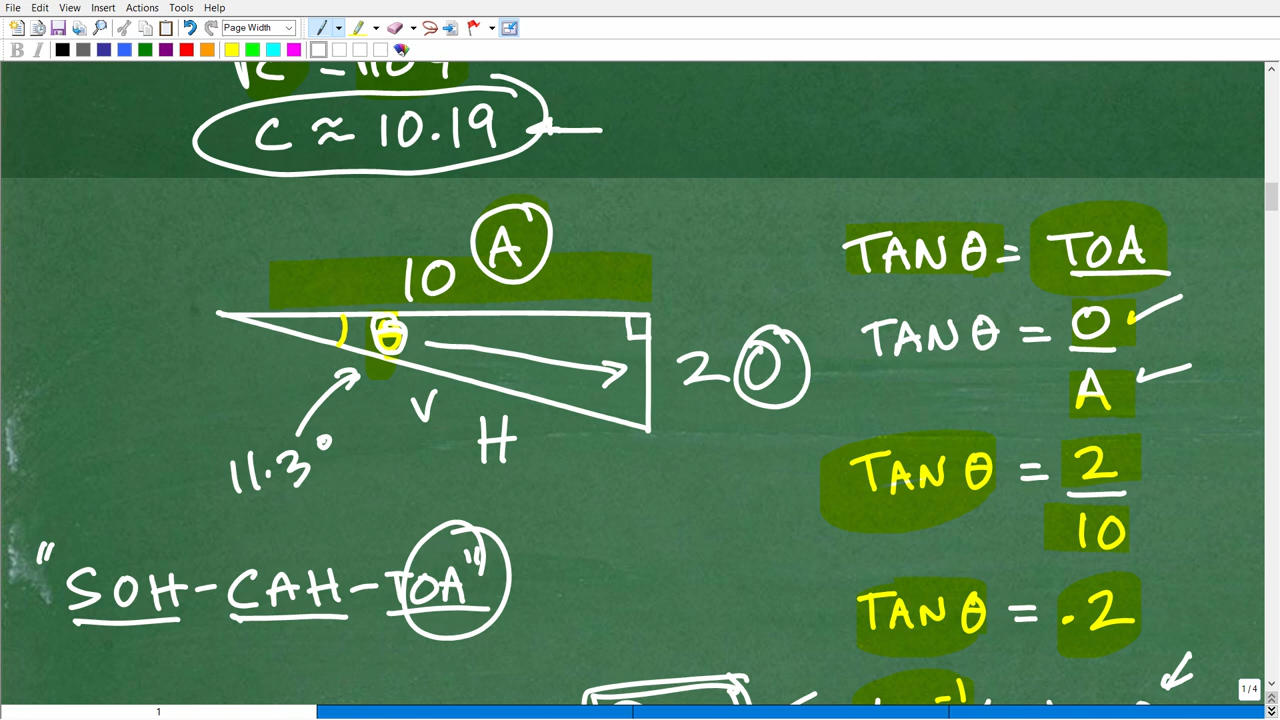 File Edit View Insert Actions Tools Help
Page Width
B I
C ≈ 10.19
10 A
θ
2 O
V
H
11.3°
"SOH-CAH-TOA"
TAN θ = TOA
TAN θ = O
A
TAN θ = 2
10
TAN θ = .2
-1
1/4
1